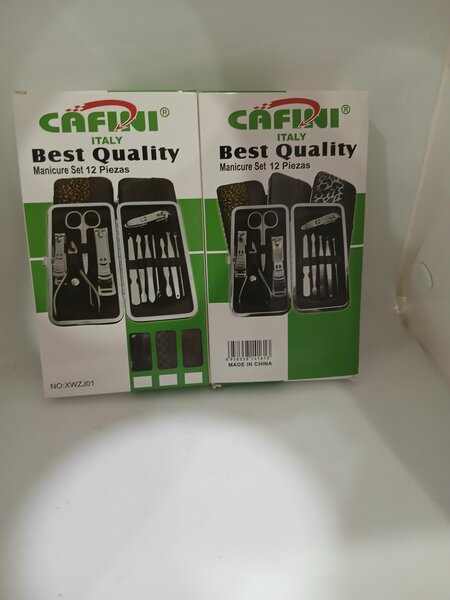 CAFINI®
ITALY
Best Quality
Manicure Set 12 Piezas
NO:XWZJ01
CAFINI®
ITALY
Best Quality
Manicure Set 12 Piezas
MADE IN CHINA